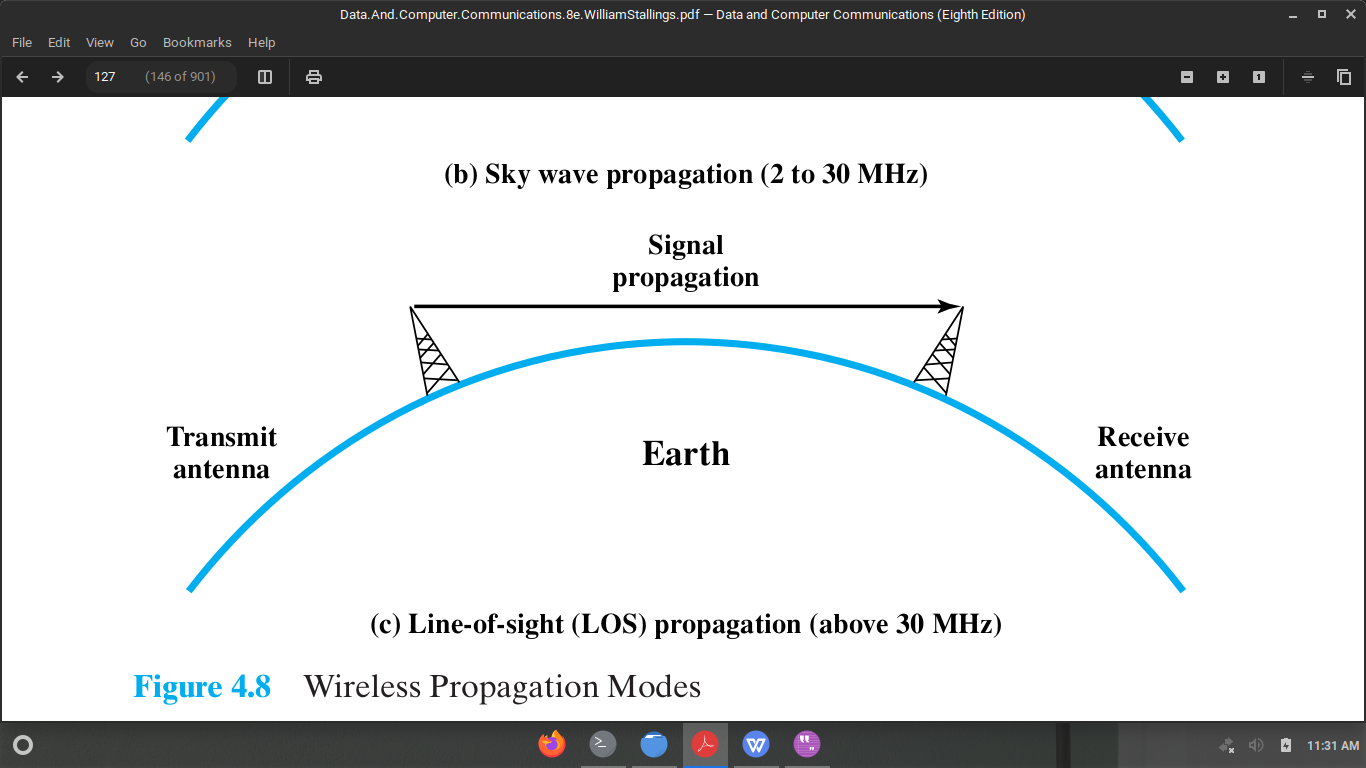 Data.And.Computer.Communications.8e.WilliamStallings.pdf — Data and Computer Communications (Eighth Edition)
File Edit View Go Bookmarks Help
127 (146 of 901) 1
(b) Sky wave propagation (2 to 30 MHz)
Signal
propagation
Transmit
antenna
Earth
Receive
antenna
(c) Line-of-sight (LOS) propagation (above 30 MHz)
Figure 4.8 Wireless Propagation Modes
11:31 AM